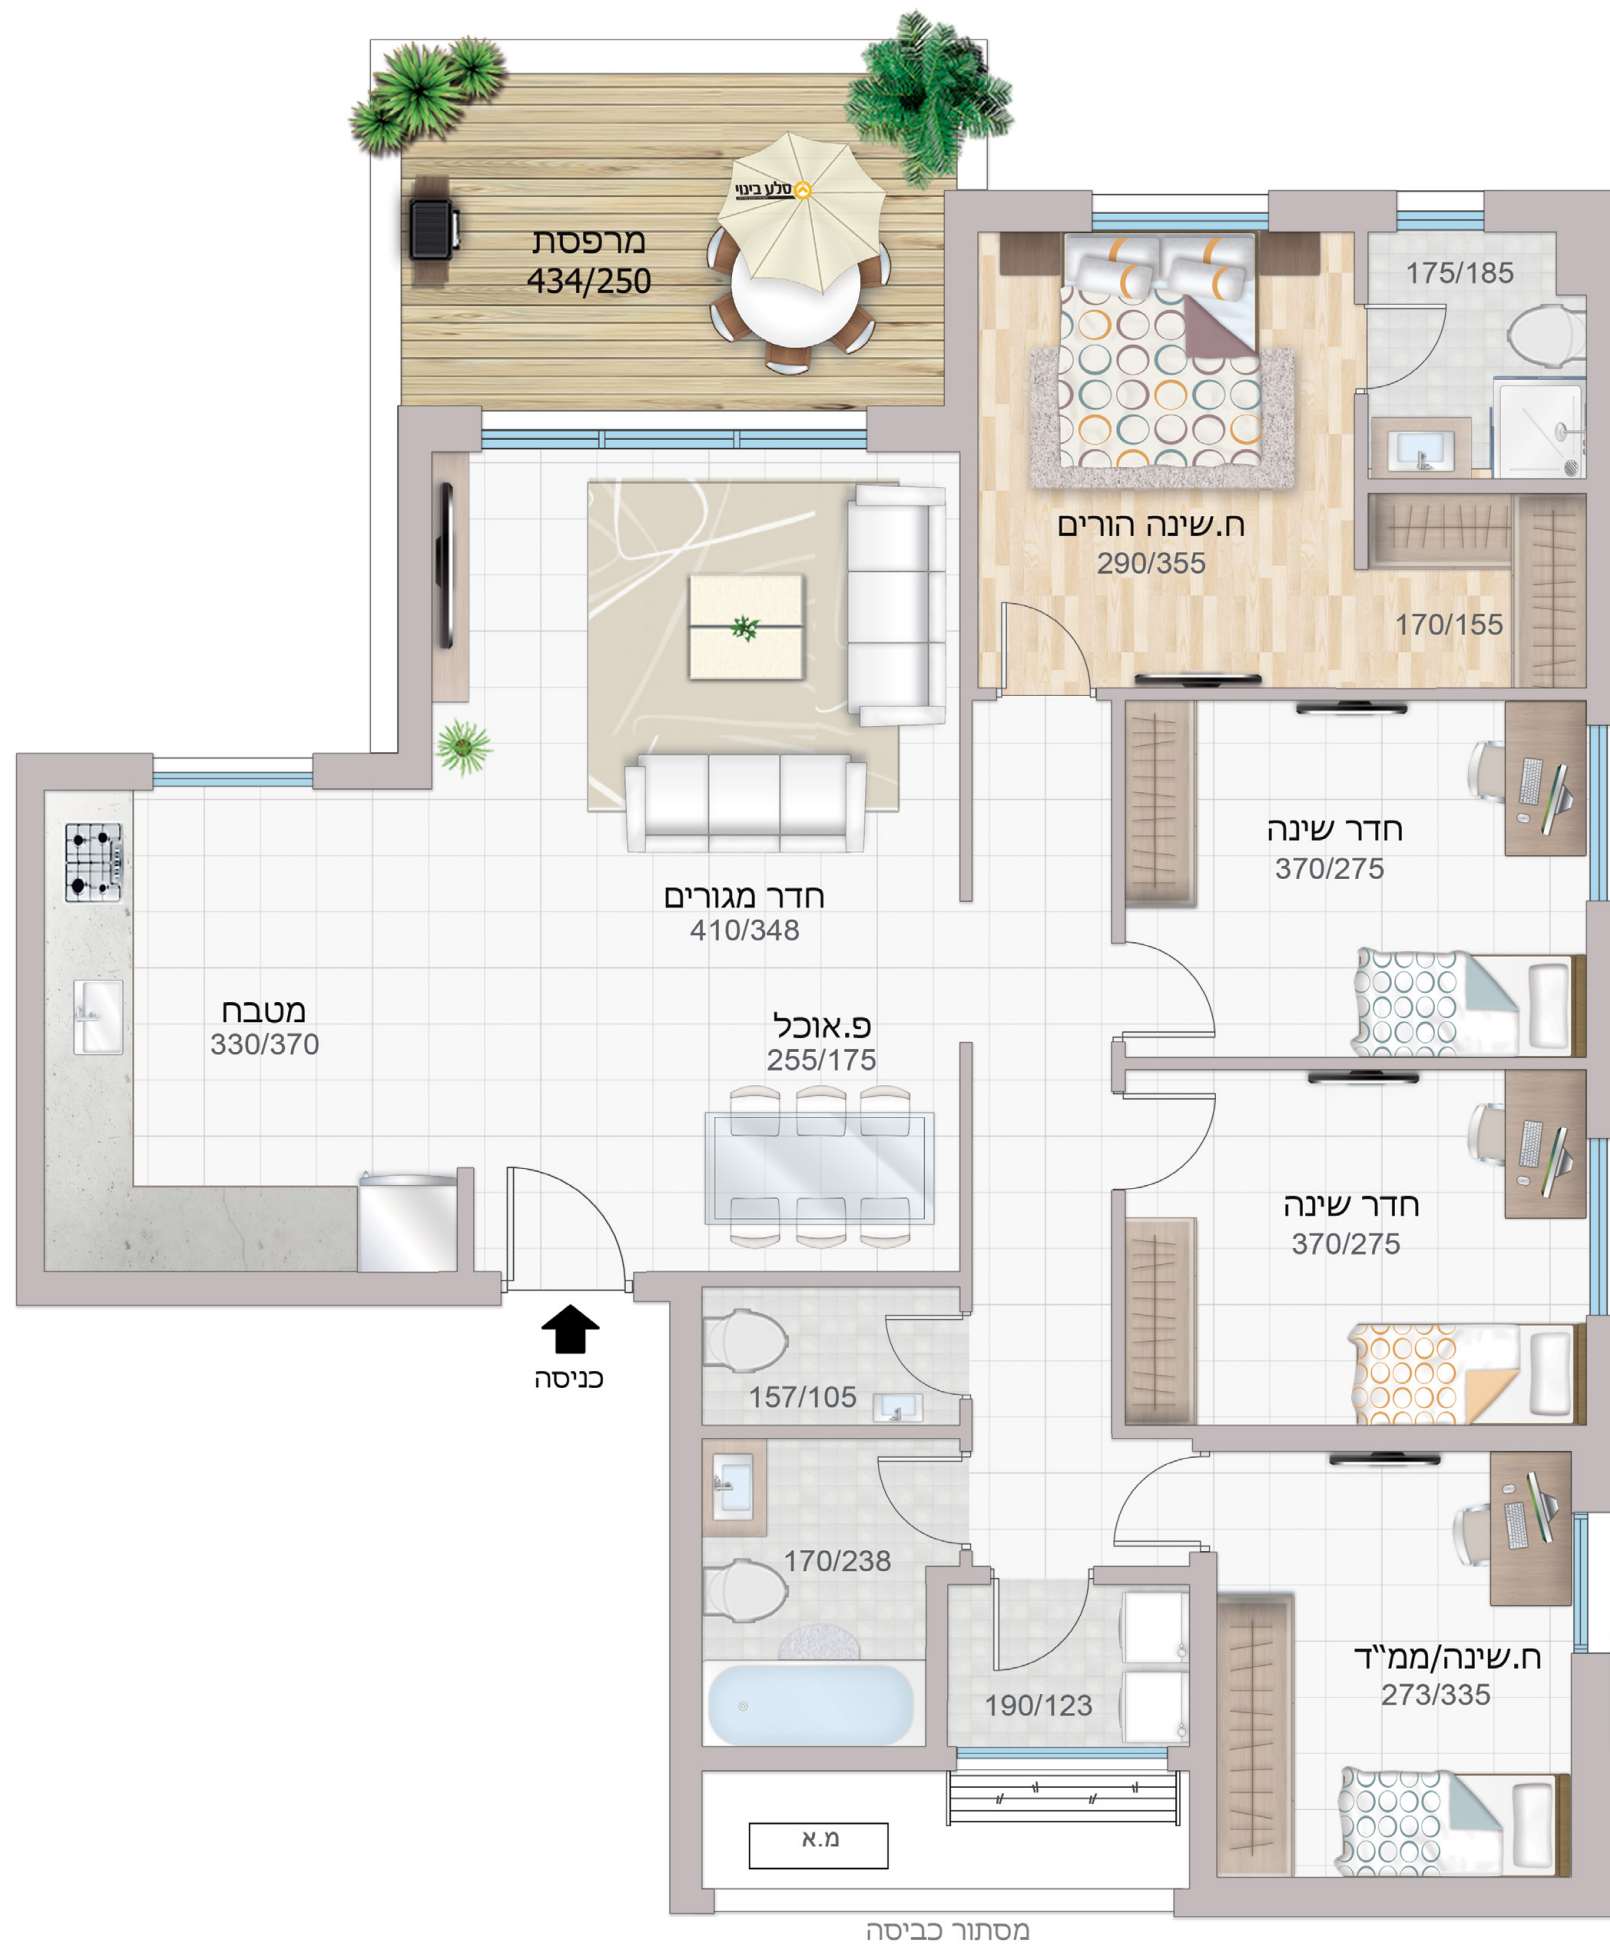 סלע בינוי
מרפסת
434/250
175/185
ח.שינה הורים
290/355
170/155
חדר שינה
370/275
חדר מגורים
410/348
מטבח
330/370
פ.אוכל
255/175
חדר שינה
370/275
כניסה
157/105
170/238
190/123
ח.שינה/ממ"ד
273/335
מ.א
מסתור כביסה